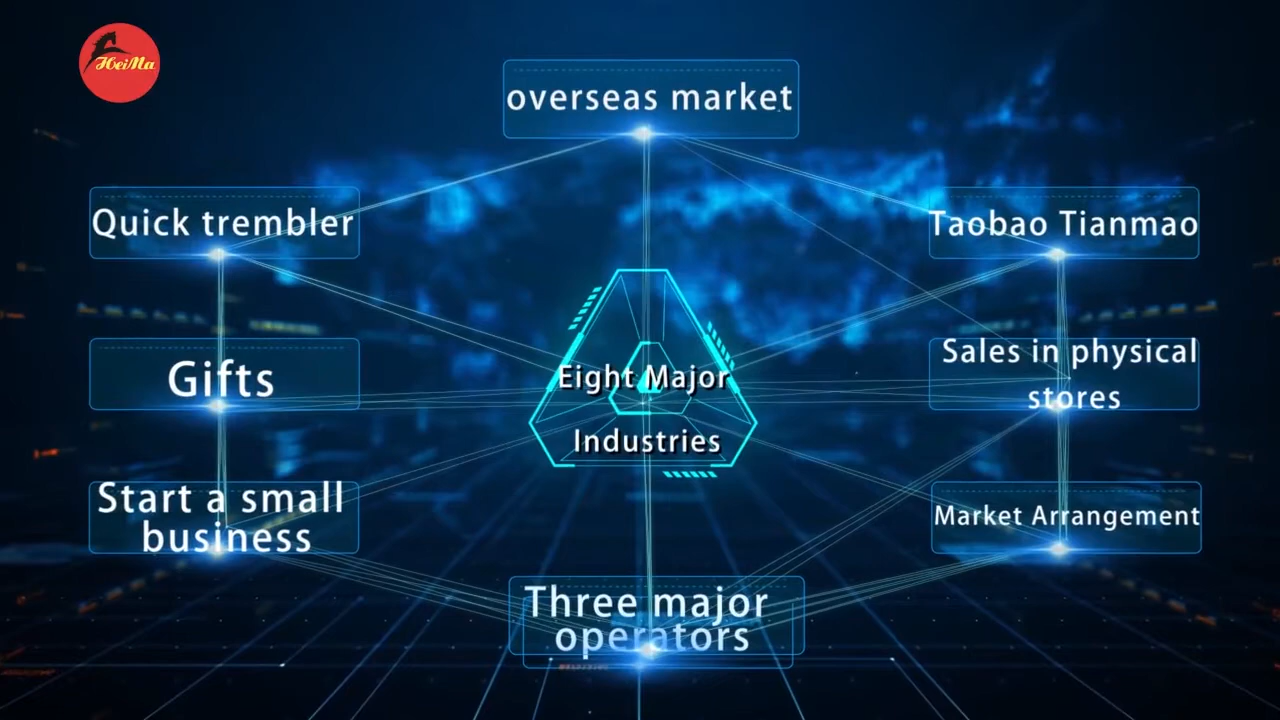 HeiMa
overseas market
Quick trembler
Taobao Tianmao
Gifts
Eight Major
Industries
Sales in physical
stores
Start a small
business
Market Arrangement
Three major
operators